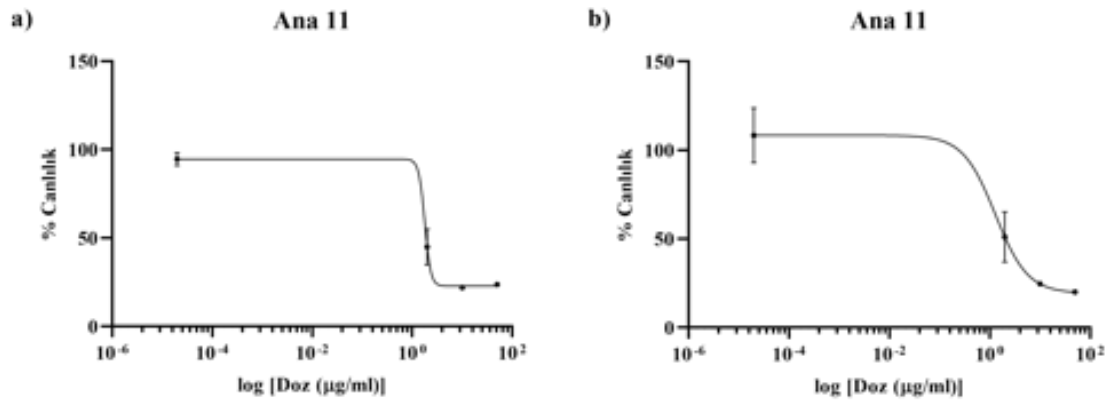 a) Ana 11
150
100
50
0
% Canlılık
10⁻⁶ 10⁻⁴ 10⁻² 10⁰ 10²
log [Doz (µg/ml)]
b) Ana 11
150
100
50
0
% Canlılık
10⁻⁶ 10⁻⁴ 10⁻² 10⁰ 10²
log [Doz (µg/ml)]